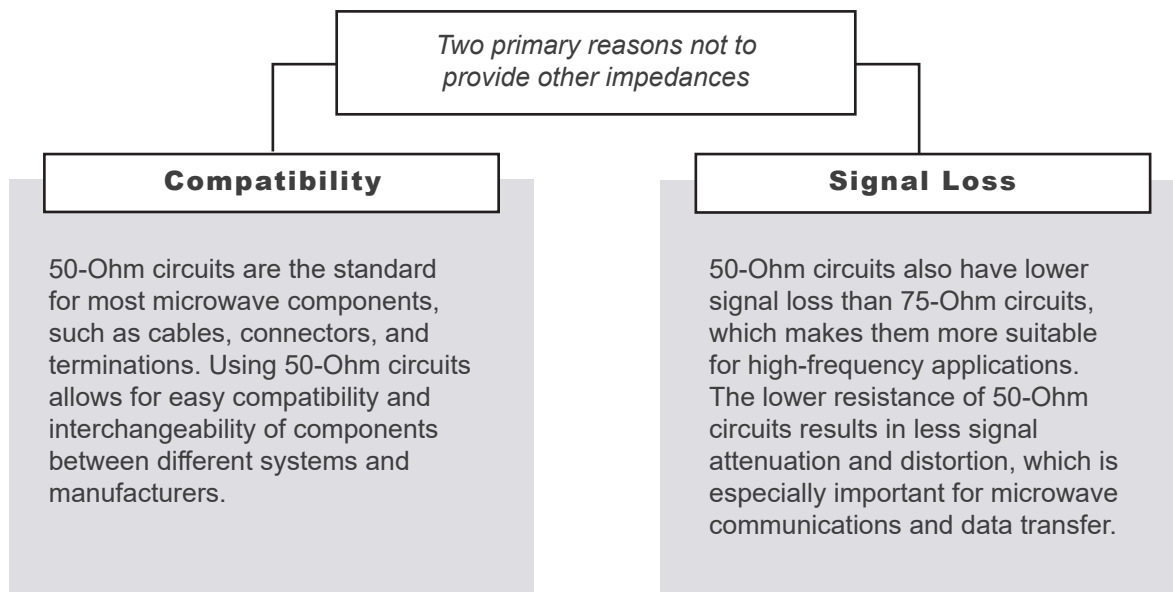 Two primary reasons not to
provide other impedances
Compatibility
50-Ohm circuits are the standard
for most microwave components,
such as cables, connectors, and
terminations. Using 50-Ohm circuits
allows for easy compatibility and
interchangeability of components
between different systems and
manufacturers.
Signal Loss
50-Ohm circuits also have lower
signal loss than 75-Ohm circuits,
which makes them more suitable
for high-frequency applications.
The lower resistance of 50-Ohm
circuits results in less signal
attenuation and distortion, which is
especially important for microwave
communications and data transfer.